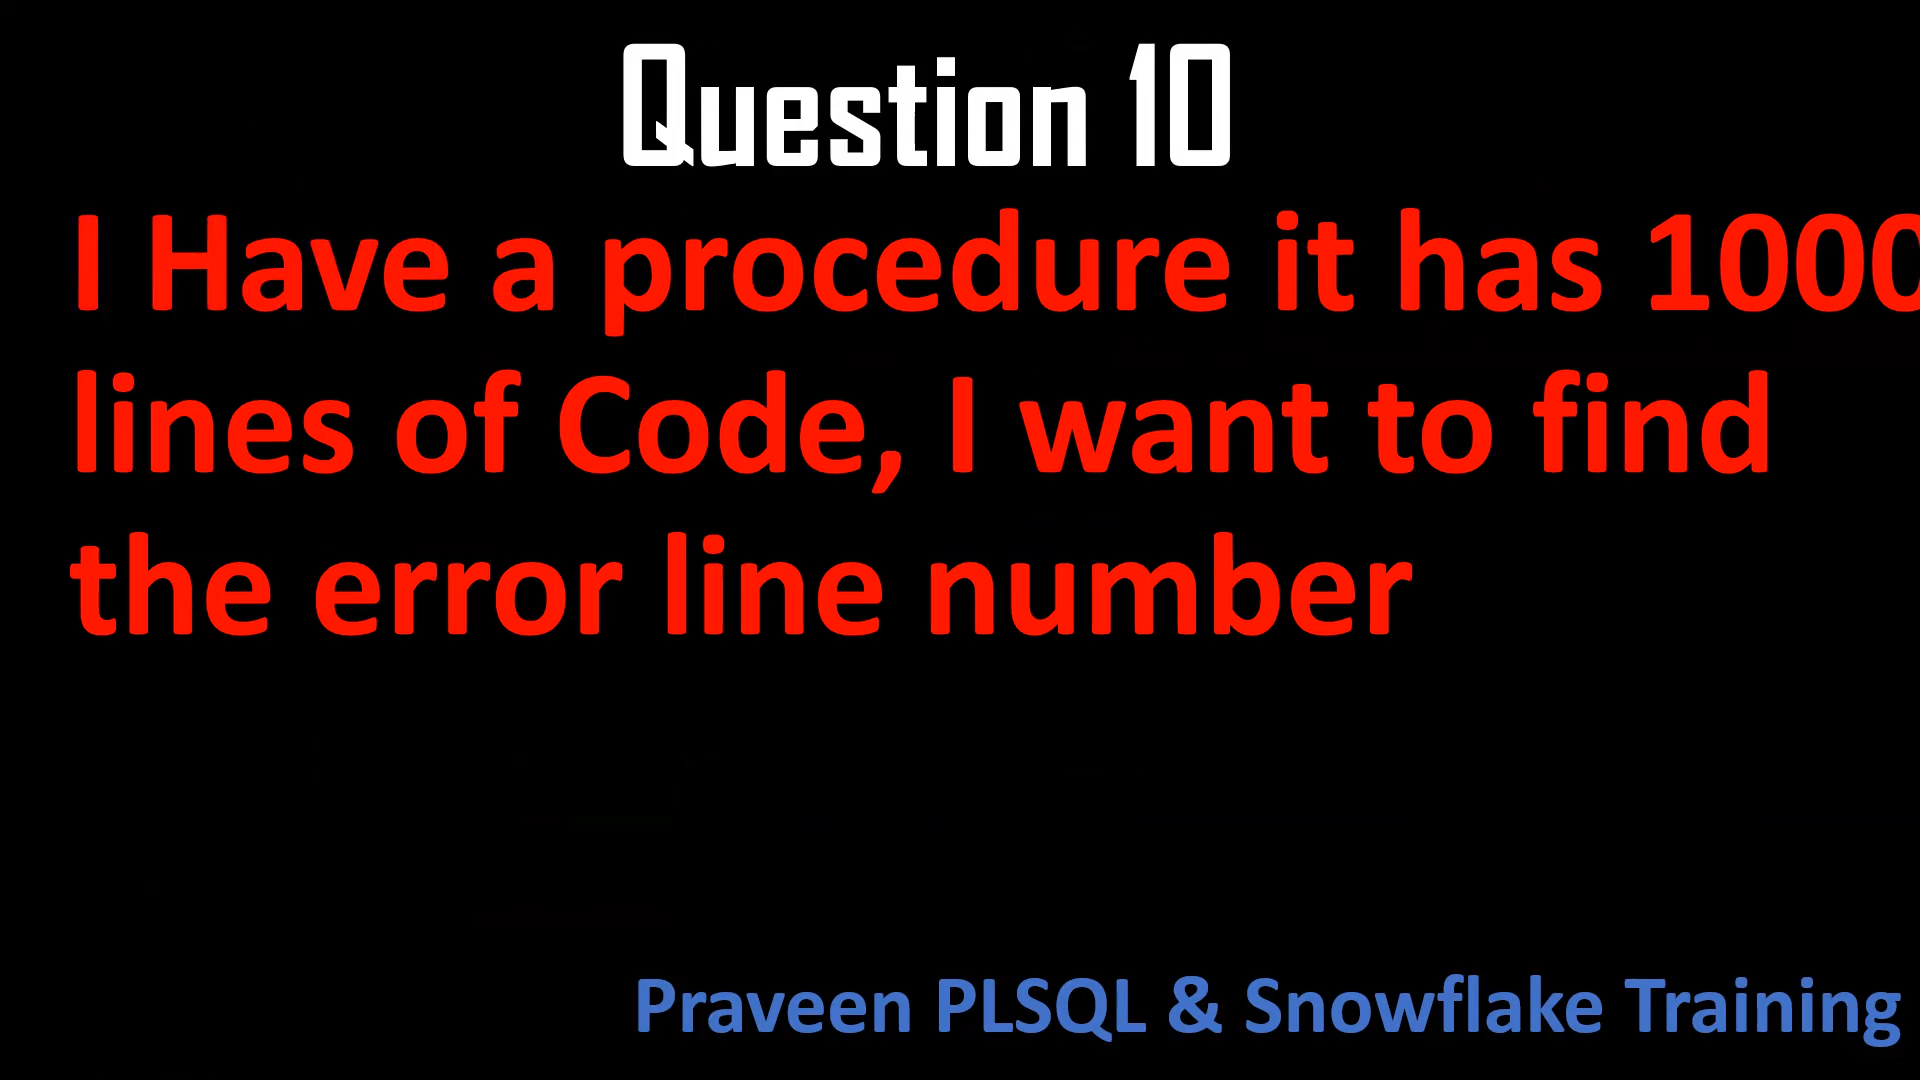 Question 10
I Have a procedure it has 1000
lines of Code, I want to find
the error line number
Praveen PLSQL & Snowflake Training